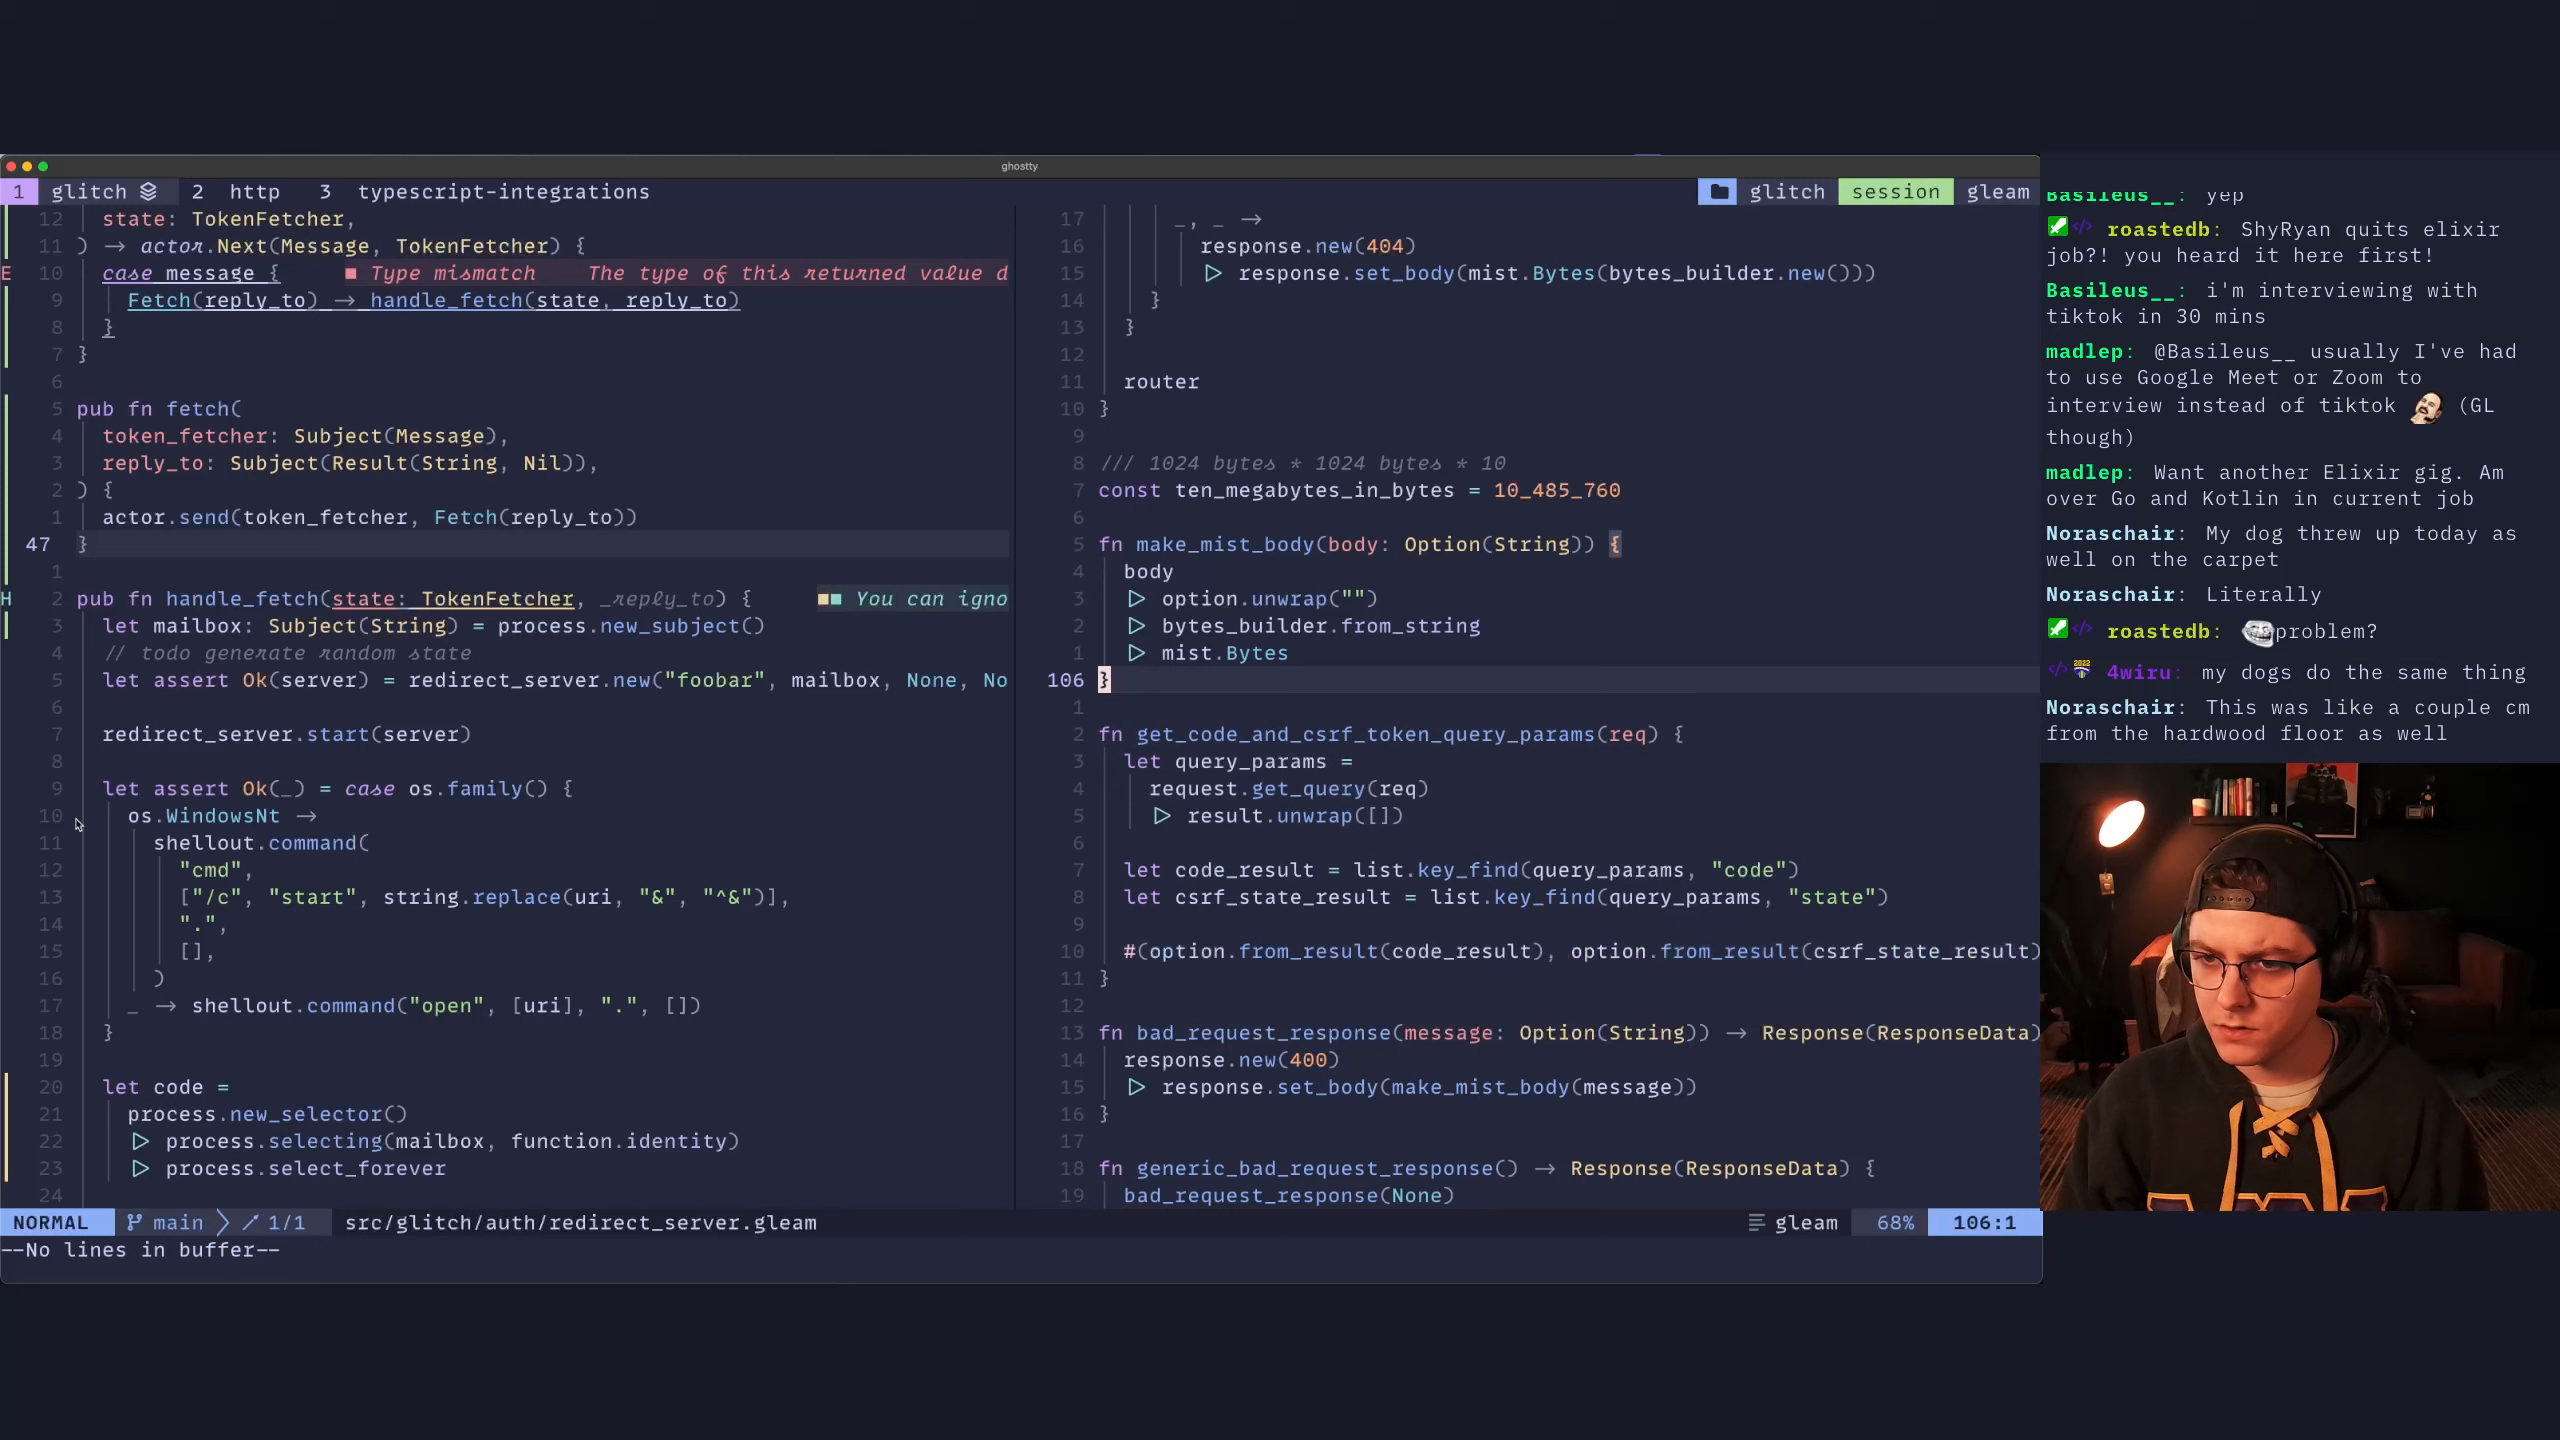 ghostty
1 glitch 2 http 3 typescript-integrations
glitch session gleam
12 state: TokenFetcher,
11 ) → actor.Next(Message, TokenFetcher) {
E 10 case message { ■ Type mismatch The type of this returned value d
9 Fetch(reply_to) → handle_fetch(state, reply_to)
8 }
7 }
6
5 pub fn fetch(
4 token_fetcher: Subject(Message),
3 reply_to: Subject(Result(String, Nil)),
2 ) {
1 actor.send(token_fetcher, Fetch(reply_to))
47 }
1
H 2 pub fn handle_fetch(state: TokenFetcher, _reply_to) { ■■ You can igno
3 let mailbox: Subject(String) = process.new_subject()
4 // todo generate random state
5 let assert Ok(server) = redirect_server.new("foobar", mailbox, None, No
6
7 redirect_server.start(server)
8
9 let assert Ok(_) = case os.family() {
10 os.WindowsNt →
11 shellout.command(
12 "cmd",
13 ["/c", "start", string.replace(uri, "&", "^&")],
14 ".",
15 [],
16 )
17 _ → shellout.command("open", [uri], ".", [])
18 }
19
20 let code =
21 process.new_selector()
22 ▷ process.selecting(mailbox, function.identity)
23 ▷ process.select_forever
24
17 _, _ →
16 response.new(404)
15 ▷ response.set_body(mist.Bytes(bytes_builder.new()))
14 }
13 }
12
11 router
10 }
9
8 /// 1024 bytes * 1024 bytes * 10
7 const ten_megabytes_in_bytes = 10_485_760
6
5 fn make_mist_body(body: Option(String)) {
4 body
3 ▷ option.unwrap("")
2 ▷ bytes_builder.from_string
1 ▷ mist.Bytes
106 }
1
2 fn get_code_and_csrf_token_query_params(req) {
3 let query_params =
4 request.get_query(req)
5 ▷ result.unwrap([])
6
7 let code_result = list.key_find(query_params, "code")
8 let csrf_state_result = list.key_find(query_params, "state")
9
10 #(option.from_result(code_result), option.from_result(csrf_state_result)
11 }
12
13 fn bad_request_response(message: Option(String)) → Response(ResponseData)
14 response.new(400)
15 ▷ response.set_body(make_mist_body(message))
16 }
17
18 fn generic_bad_request_response() → Response(ResponseData) {
19 bad_request_response(None)
NORMAL main 1/1 src/glitch/auth/redirect_server.gleam gleam 68% 106:1
--No lines in buffer--
Basileus__: yep
roastedb: ShyRyan quits elixir
job?! you heard it here first!
Basileus__: i'm interviewing with
tiktok in 30 mins
madlep: @Basileus__ usually I've had
to use Google Meet or Zoom to
interview instead of tiktok (GL
though)
madlep: Want another Elixir gig. Am
over Go and Kotlin in current job
Noraschair: My dog threw up today as
well on the carpet
Noraschair: Literally
roastedb: problem?
4wiru: my dogs do the same thing
Noraschair: This was like a couple cm
from the hardwood floor as well